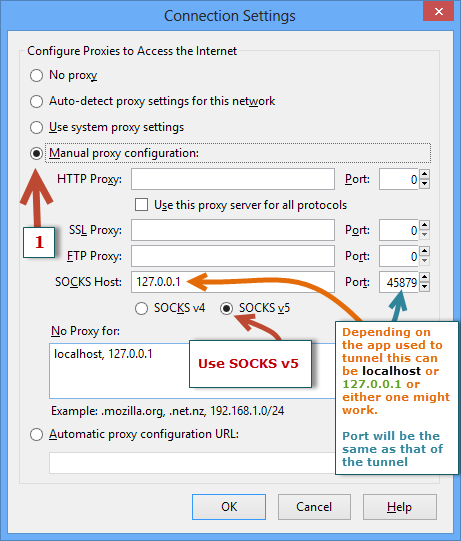 Connection Settings
Configure Proxies to Access the Internet
No proxy
Auto-detect proxy settings for this network
Use system proxy settings
Manual proxy configuration:
HTTP Proxy: Port: 0
Use this proxy server for all protocols
1
SSL Proxy: Port: 0
FTP Proxy: Port: 0
SOCKS Host: 127.0.0.1 Port: 45879
SOCKS v4 SOCKS v5
No Proxy for:
localhost, 127.0.0.1
Use SOCKS v5
Depending on
the app used to
tunnel this can
be localhost or
127.0.0.1 or
either one might
work.
Port will be the
same as that of
the tunnel
Example: .mozilla.org, .net.nz, 192.168.1.0/24
Automatic proxy configuration URL:
OK Cancel Help